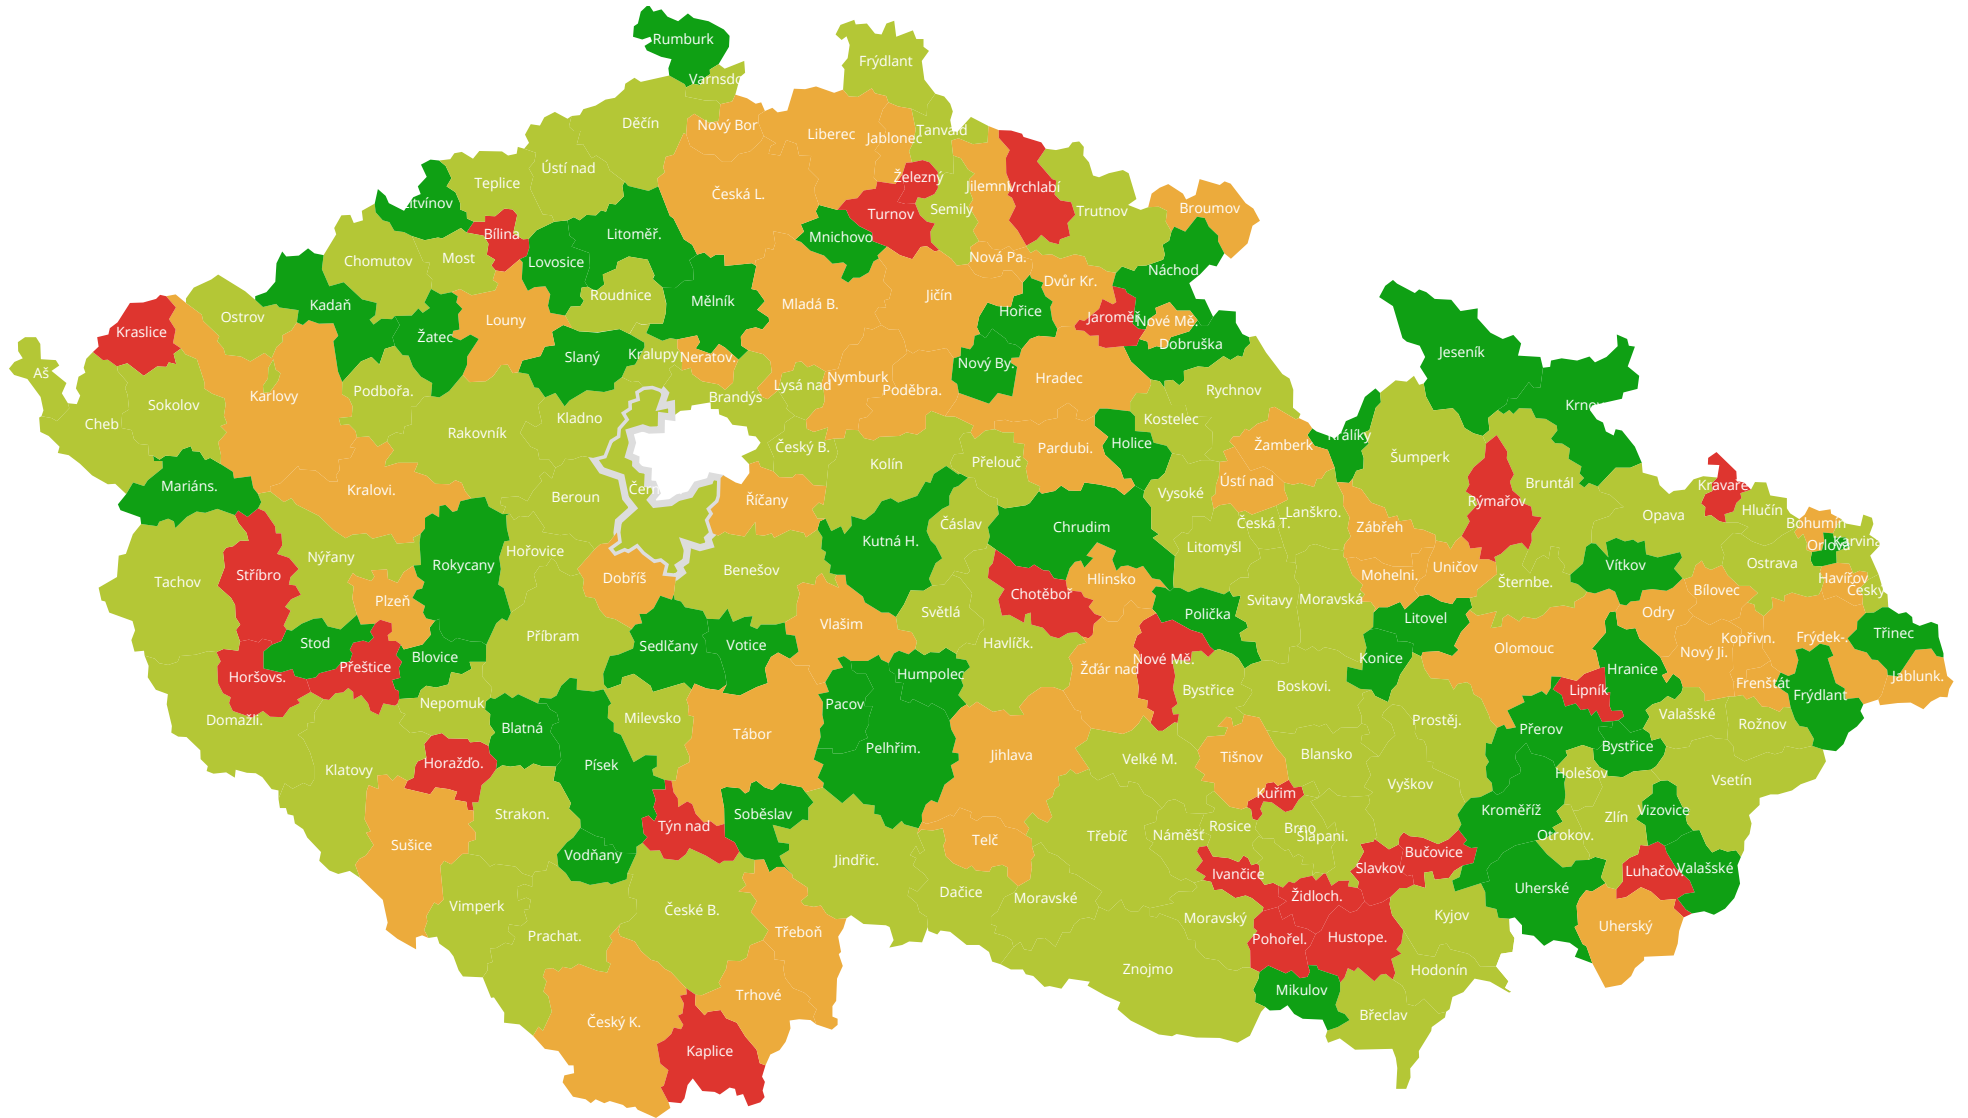 Rumburk
Frýdlant
Varnsdo
Děčín
Nový Bor
Liberec
Jablonec
Tanvald
Ústí nad
Teplice
Železný
Jilemni
Vrchlabí
Česká L.
Litvínov
Turnov
Semily
Trutnov
Broumov
Bílina
Litoměř.
Mnichovo
Most
Chomutov
Lovosice
Nová Pa.
Náchod
Dvůr Kr.
Roudnice
Mělník
Mladá B.
Jičín
Kadaň
Ostrov
Hořice
Jaroměř
Nové Mě.
Louny
Kraslice
Žatec
Dobruška
Jeseník
Slaný
Kralupy
Neratov.
Nový By.
Aš
Nymburk
Hradec
Lysá nad
Poděbra.
Podbořa.
Rychnov
Karlovy
Brandýs
Sokolov
Krnov
Cheb
Kladno
Kostelec
Rakovník
Králíky
Holice
Žamberk
Český B.
Pardubi.
Kolín
Přelouč
Šumperk
Mariáns.
Kralovi.
Čern
Ústí nad
Bruntál
Kravaře
Beroun
Říčany
Vysoké
Rýmařov
Hlučín
Lanškro.
Opava
Čáslav
Česká T.
Bohumín
Chrudim
Zábřeh
Kutná H.
Karviná
Orlová
Hořovice
Litomyšl
Nýřany
Rokycany
Vítkov
Ostrava
Stříbro
Benešov
Mohelni.
Uničov
Tachov
Dobříš
Hlinsko
Šternbe.
Havířov
Bílovec
Český
Chotěboř
Plzeň
Svitavy
Moravská
Světlá
Polička
Odry
Litovel
Vlašim
Třinec
Příbram
Kopřivn.
Frýdek-.
Stod
Havlíčk.
Sedlčany
Votice
Olomouc
Nový Ji.
Blovice
Konice
Nové Mě.
Přeštice
Žďár nad
Hranice
Humpolec
Horšovs.
Jablunk.
Frenštát
Boskovi.
Bystřice
Lipník
Frýdlant
Nepomuk
Pacov
Valašské
Domažli.
Milevsko
Prostěj.
Rožnov
Blatná
Přerov
Tábor
Bystřice
Pelhřim.
Jihlava
Blansko
Tišnov
Velké M.
Horažďo.
Písek
Klatovy
Holešov
Vsetín
Vyškov
Kuřim
Kroměříž
Vizovice
Strakon.
Soběslav
Zlín
Týn nad
Rosice
Brno
Otrokov.
Třebíč
Náměšť
Šlapani.
Telč
Sušice
Bučovice
Vodňany
Jindřic.
Slavkov
Valašské
Luhačov.
Ivančice
Uherské
Dačice
Židloch.
Moravské
Vimperk
České B.
Kyjov
Moravský
Uherský
Třeboň
Prachat.
Hustope.
Pohořel.
Znojmo
Hodonín
Mikulov
Trhové
Břeclav
Český K.
Kaplice